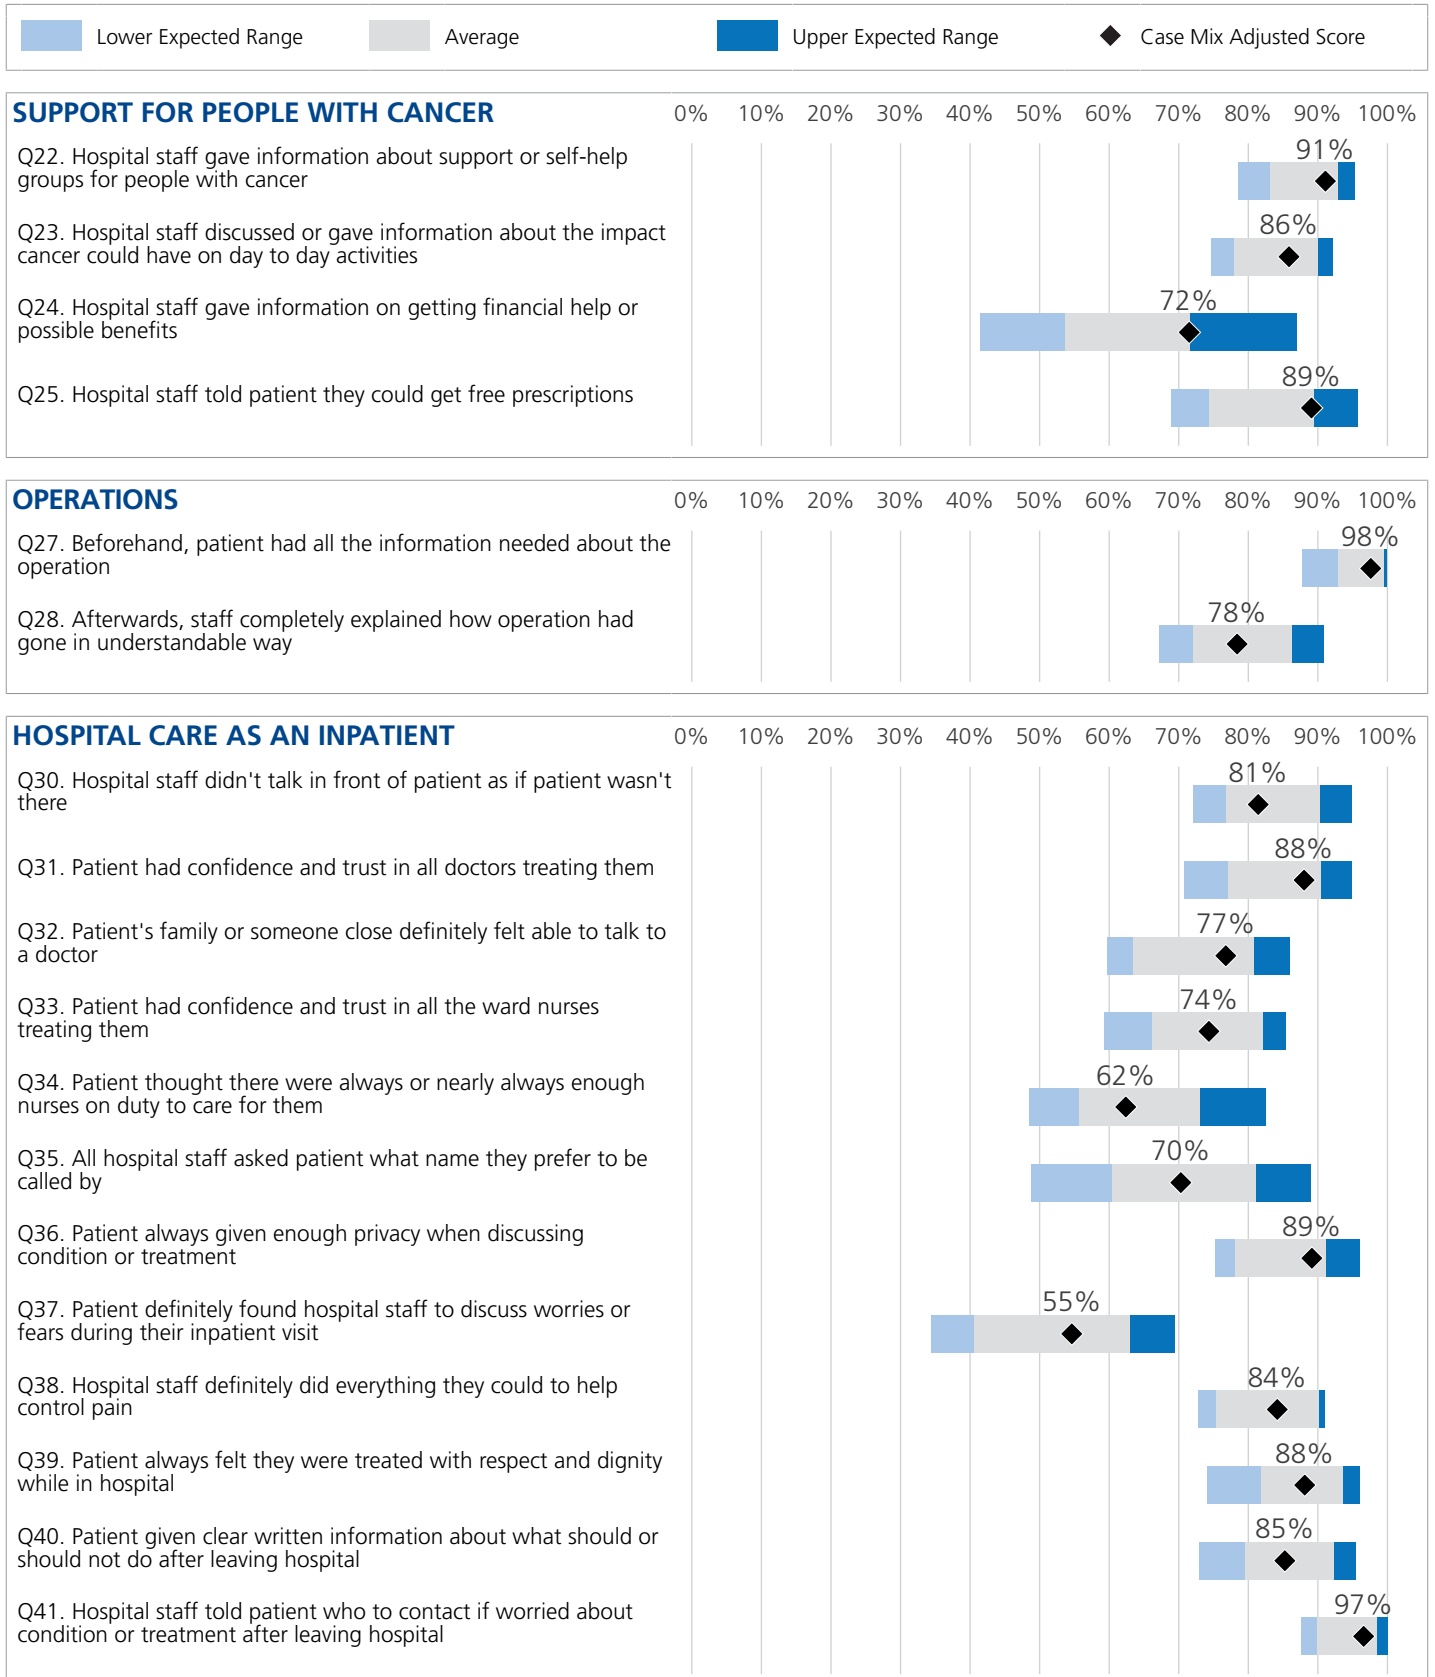 Lower Expected Range Average Upper Expected Range Case Mix Adjusted Score
SUPPORT FOR PEOPLE WITH CANCER 0% 10% 20% 30% 40% 50% 60% 70% 80% 90% 100%
Q22. Hospital staff gave information about support or self-help
groups for people with cancer
91%
Q23. Hospital staff discussed or gave information about the impact
cancer could have on day to day activities
86%
Q24. Hospital staff gave information on getting financial help or
possible benefits
72%
Q25. Hospital staff told patient they could get free prescriptions
89%
OPERATIONS 0% 10% 20% 30% 40% 50% 60% 70% 80% 90% 100%
Q27. Beforehand, patient had all the information needed about the
operation
98%
Q28. Afterwards, staff completely explained how operation had
gone in understandable way
78%
HOSPITAL CARE AS AN INPATIENT 0% 10% 20% 30% 40% 50% 60% 70% 80% 90% 100%
Q30. Hospital staff didn't talk in front of patient as if patient wasn't
there
81%
Q31. Patient had confidence and trust in all doctors treating them
88%
Q32. Patient's family or someone close definitely felt able to talk to
a doctor
77%
Q33. Patient had confidence and trust in all the ward nurses
treating them
74%
Q34. Patient thought there were always or nearly always enough
nurses on duty to care for them
62%
Q35. All hospital staff asked patient what name they prefer to be
called by
70%
Q36. Patient always given enough privacy when discussing
condition or treatment
89%
Q37. Patient definitely found hospital staff to discuss worries or
fears during their inpatient visit
55%
Q38. Hospital staff definitely did everything they could to help
control pain
84%
Q39. Patient always felt they were treated with respect and dignity
while in hospital
88%
Q40. Patient given clear written information about what should or
should not do after leaving hospital
85%
Q41. Hospital staff told patient who to contact if worried about
condition or treatment after leaving hospital
97%